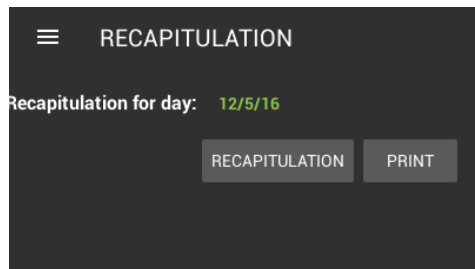 RECAPITULATION
Recapitulation for day: 12/5/16
RECAPITULATION PRINT